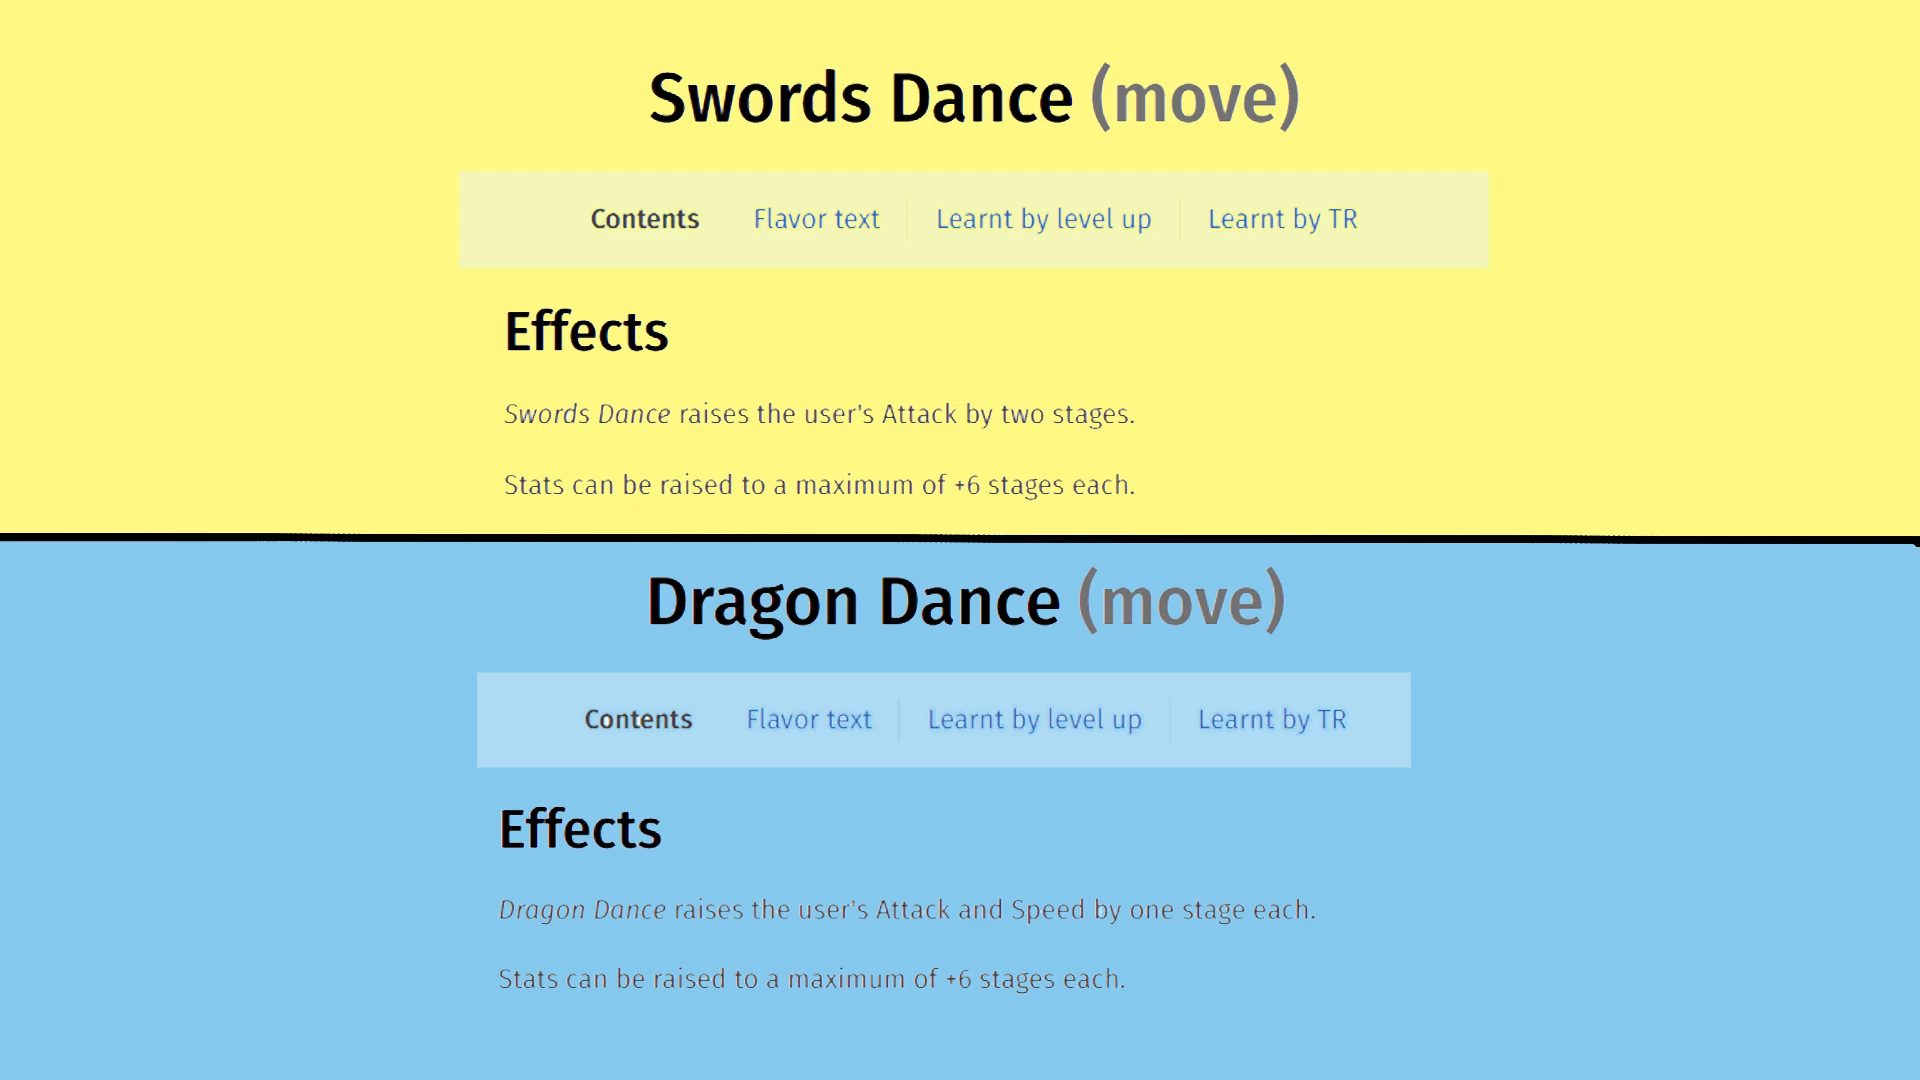 Swords Dance (move)
Contents Flavor text Learnt by level up Learnt by TR
Effects
Swords Dance raises the user's Attack by two stages.
Stats can be raised to a maximum of +6 stages each.
Dragon Dance (move)
Contents Flavor text Learnt by level up Learnt by TR
Effects
Dragon Dance raises the user's Attack and Speed by one stage each.
Stats can be raised to a maximum of +6 stages each.